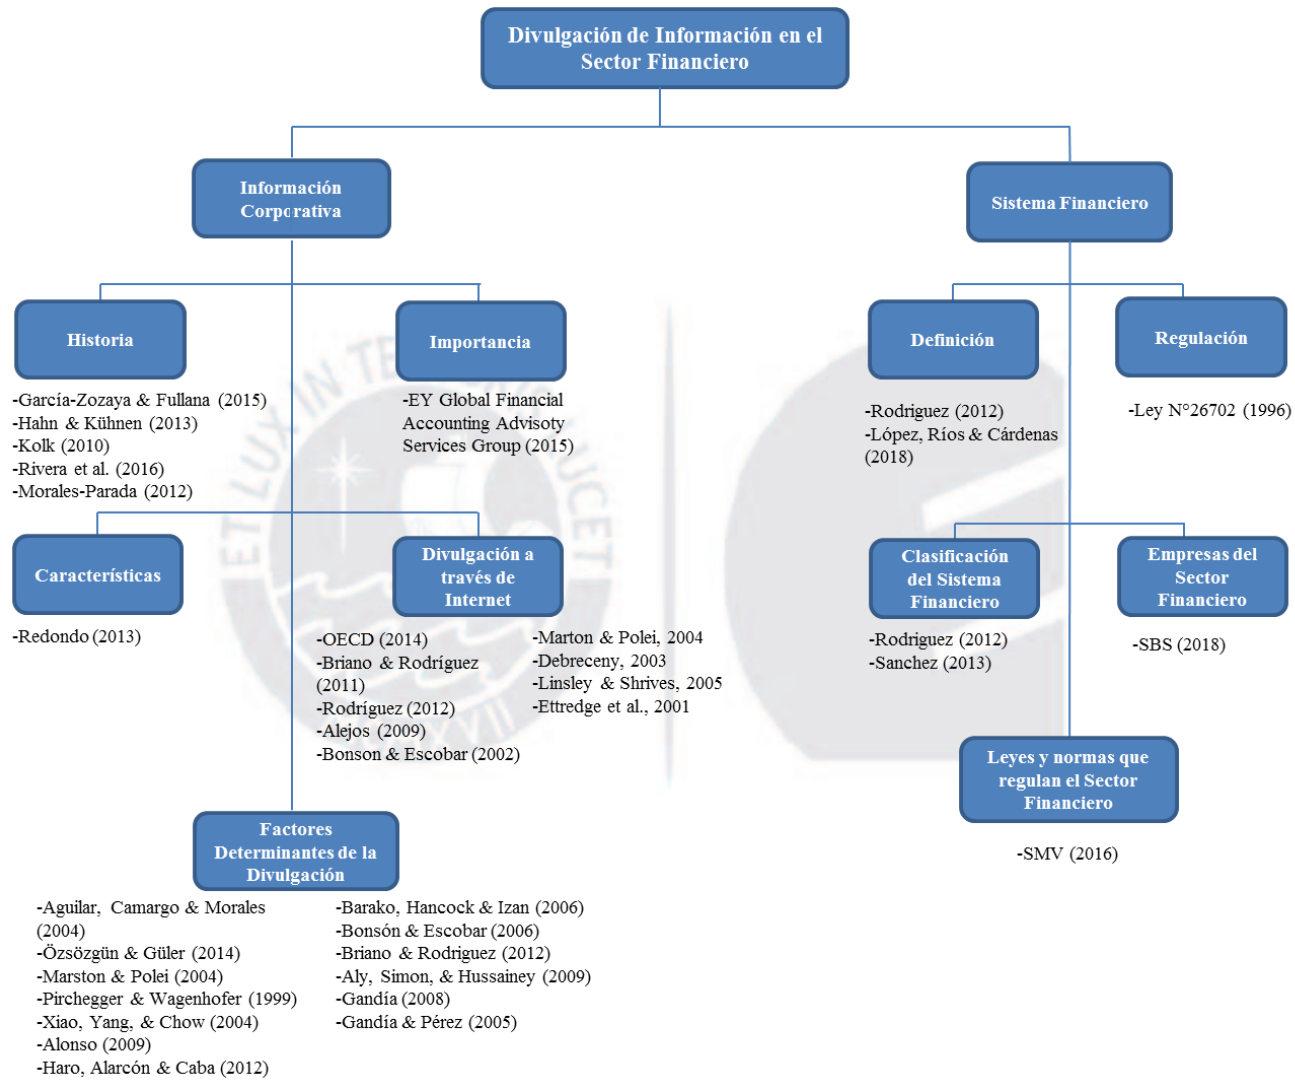 Divulgación de Información en el
Sector Financiero
Información
Corporativa
Sistema Financiero
Historia
Importancia
Definición
Regulación
-García-Zozaya & Fullana (2015)
-Hahn & Kühnen (2013)
-Kolk (2010)
-Rivera et al. (2016)
-Morales-Parada (2012)
-EY Global Financial
Accounting Advisoty
Services Group (2015)
-Rodriguez (2012)
-López, Ríos & Cárdenas
(2018)
-Ley N°26702 (1996)
Características
Divulgación a
través de
Internet
Clasificación
del Sistema
Financiero
Empresas del
Sector
Financiero
-Redondo (2013)
-OECD (2014)
-Briano & Rodríguez
(2011)
-Rodríguez (2012)
-Alejos (2009)
-Bonson & Escobar (2002)
-Marton & Polei, 2004
-Debreceny, 2003
-Linsley & Shrives, 2005
-Ettredge et al., 2001
-Rodriguez (2012)
-Sanchez (2013)
-SBS (2018)
Leyes y normas que
regulan el Sector
Financiero
-SMV (2016)
Factores
Determinantes de la
Divulgación
-Aguilar, Camargo & Morales
(2004)
-Özsözgün & Güler (2014)
-Marston & Polei (2004)
-Pirchegger & Wagenhofer (1999)
-Xiao, Yang, & Chow (2004)
-Alonso (2009)
-Haro, Alarcón & Caba (2012)
-Barako, Hancock & Izan (2006)
-Bonsón & Escobar (2006)
-Briano & Rodriguez (2012)
-Aly, Simon, & Hussainey (2009)
-Gandía (2008)
-Gandía & Pérez (2005)